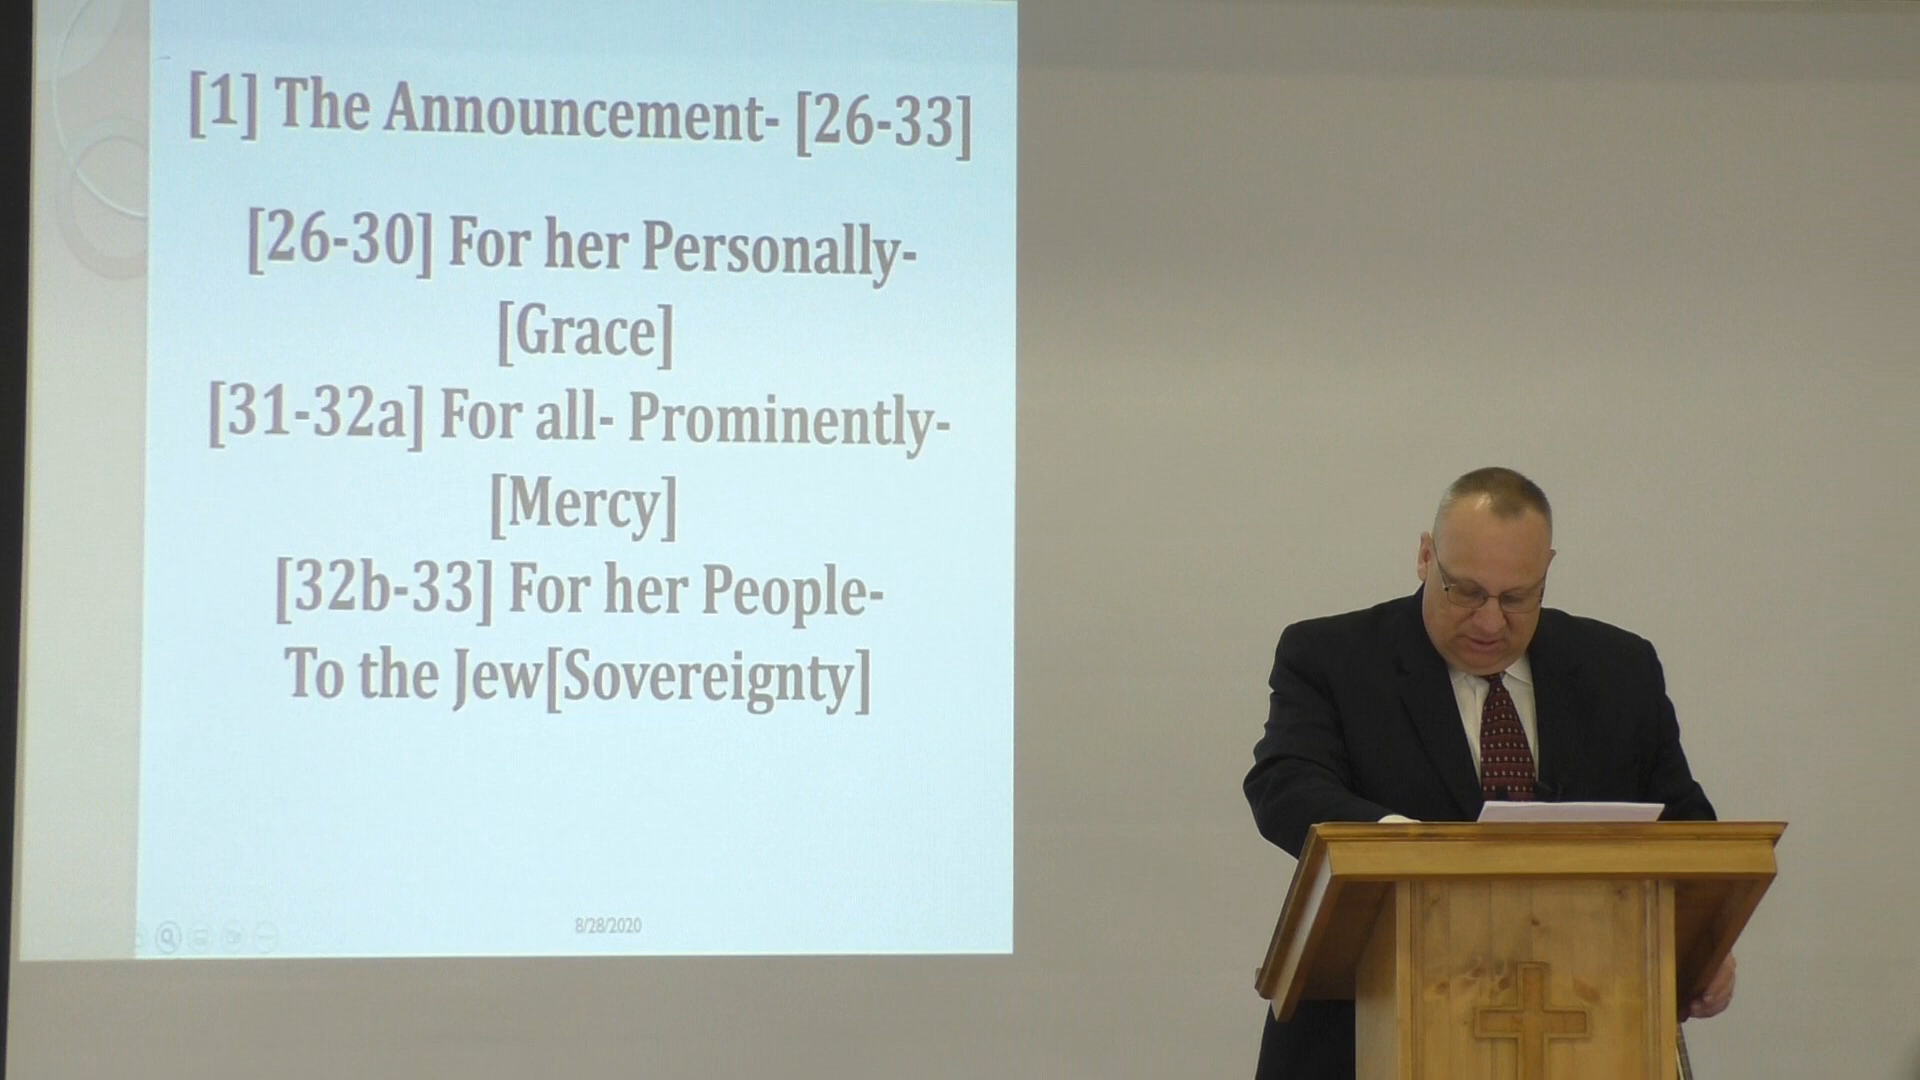 [1] The Announcement- [26-33]
[26-30] For her Personally-
[Grace]
[31-32a] For all- Prominently-
[Mercy]
[32b-33] For her People-
To the Jew[Sovereignty]
8/28/2020